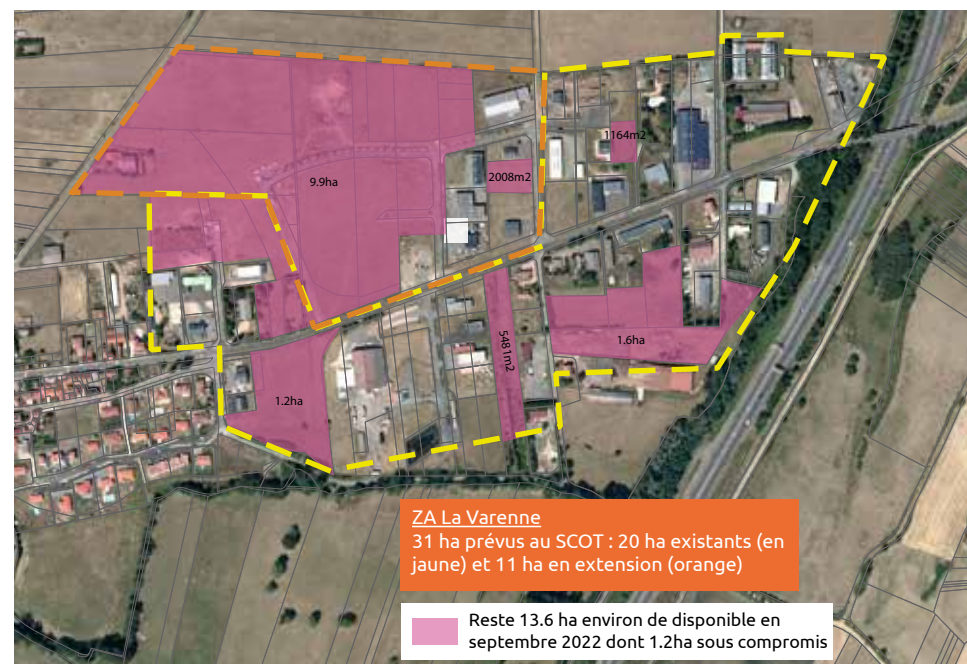 1164m2
2008m2
9.9ha
5481m2
1.6ha
1.2ha
ZA La Varenne
31 ha prévus au SCOT : 20 ha existants (en
jaune) et 11 ha en extension (orange)
Reste 13.6 ha environ de disponible en
septembre 2022 dont 1.2ha sous compromis